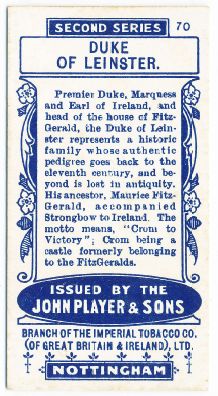 SECOND SERIES 70
DUKE
OF LEINSTER.
Premier Duke, Marquess
and Earl of Ireland, and
head of the house of Fitz-
Gerald, the Duke of Lein-
ster represents a historic
family whose authentic
pedigree goes back to the
eleventh century, and be-
yond is lost in antiquity.
His ancestor, Maurice Fitz-
Gerald, accompanied
Strongbow to Ireland. The
motto means, "Crom to
Victory"; Crom being a
castle formerly belonging
to the FitzGeralds.
ISSUED BY THE
JOHN PLAYER & SONS
BRANCH OF THE IMPERIAL TOBACCO CO.
(OF GREAT BRITAIN & IRELAND), LTD.
NOTTINGHAM